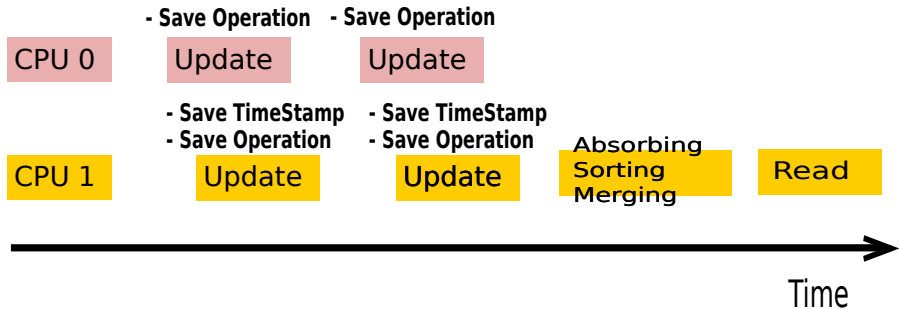 - Save Operation
- Save Operation
CPU 0
Update
Update
- Save TimeStamp
- Save Operation
- Save TimeStamp
- Save Operation
CPU 1
Update
Update
Absorbing
Sorting
Merging
Read
Time